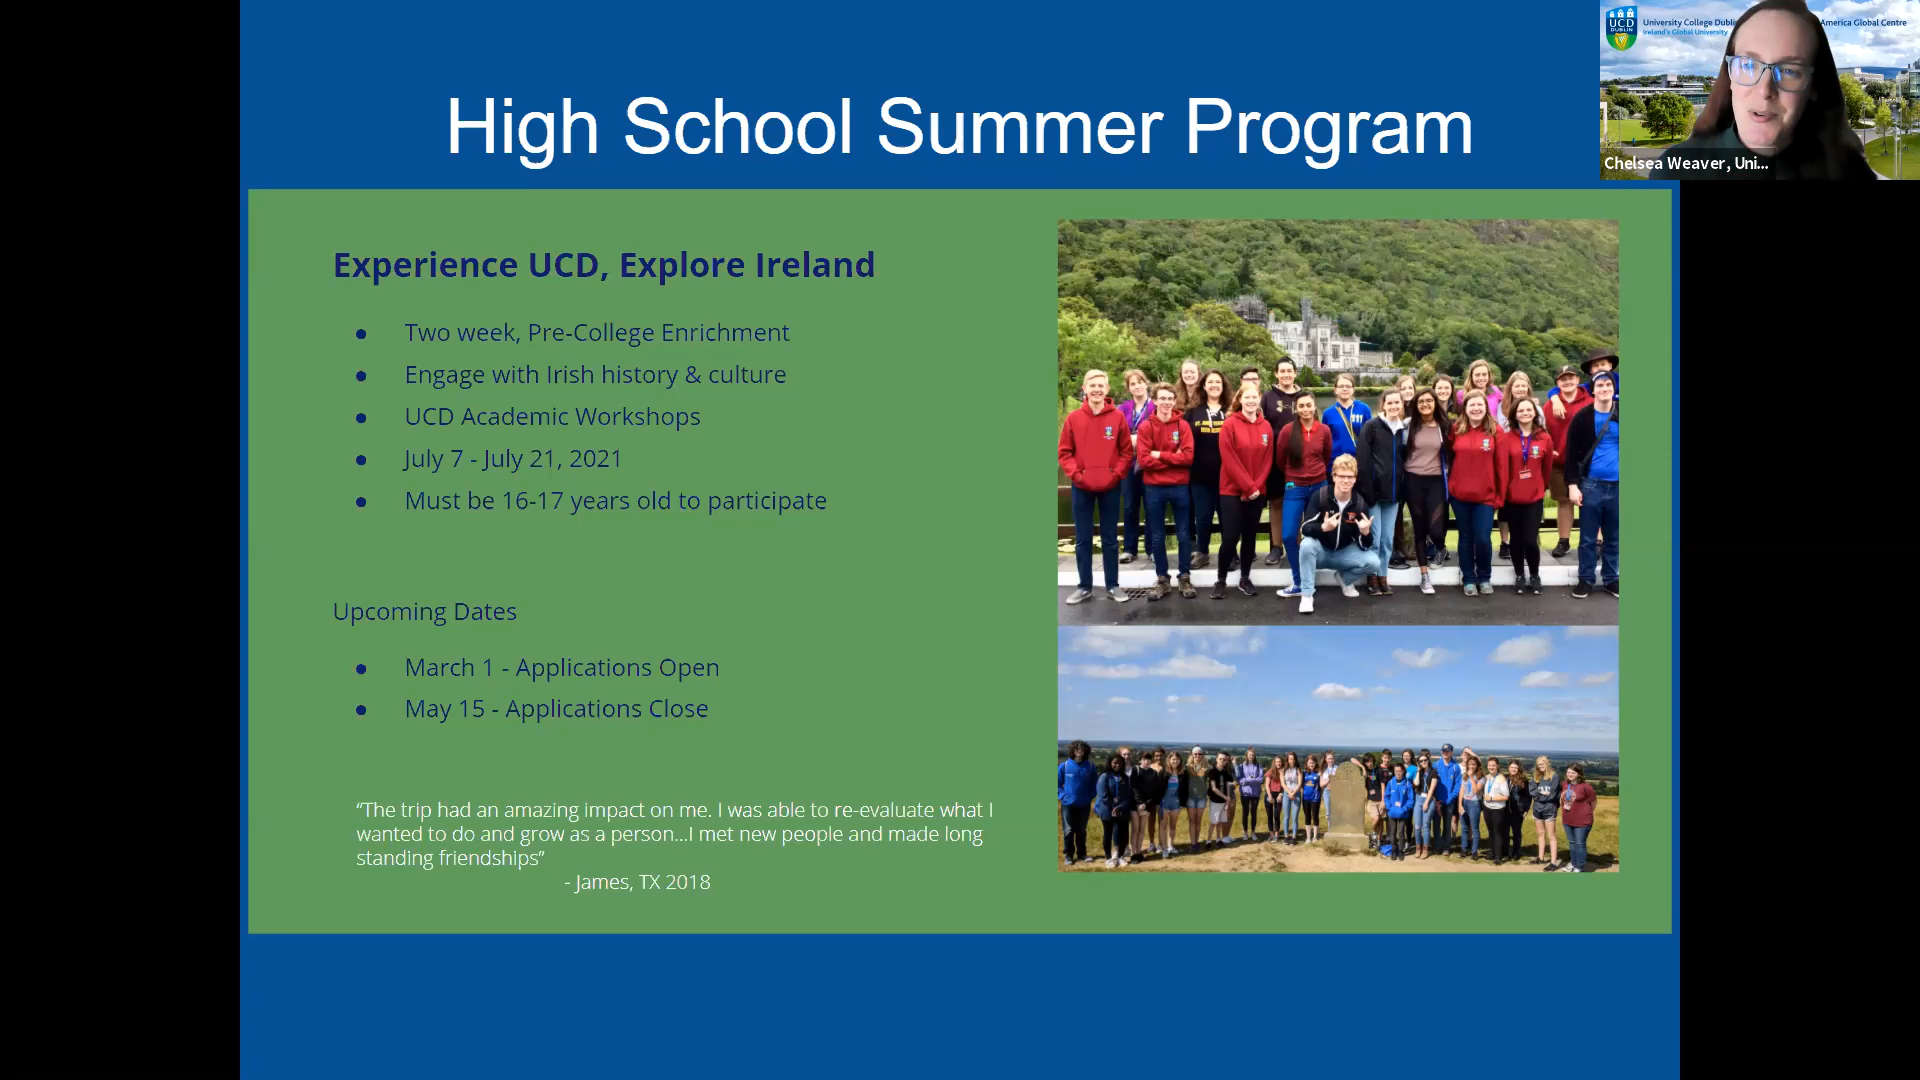 High School Summer Program
University College Dublin
America Global Centre
Ireland's Global University
UCD
DUBLIN
Chelsea Weaver, Uni...
Experience UCD, Explore Ireland
● Two week, Pre-College Enrichment
● Engage with Irish history & culture
● UCD Academic Workshops
● July 7 - July 21, 2021
● Must be 16-17 years old to participate
Upcoming Dates
● March 1 - Applications Open
● May 15 - Applications Close
“The trip had an amazing impact on me. I was able to re-evaluate what I
wanted to do and grow as a person...I met new people and made long
standing friendships”
- James, TX 2018